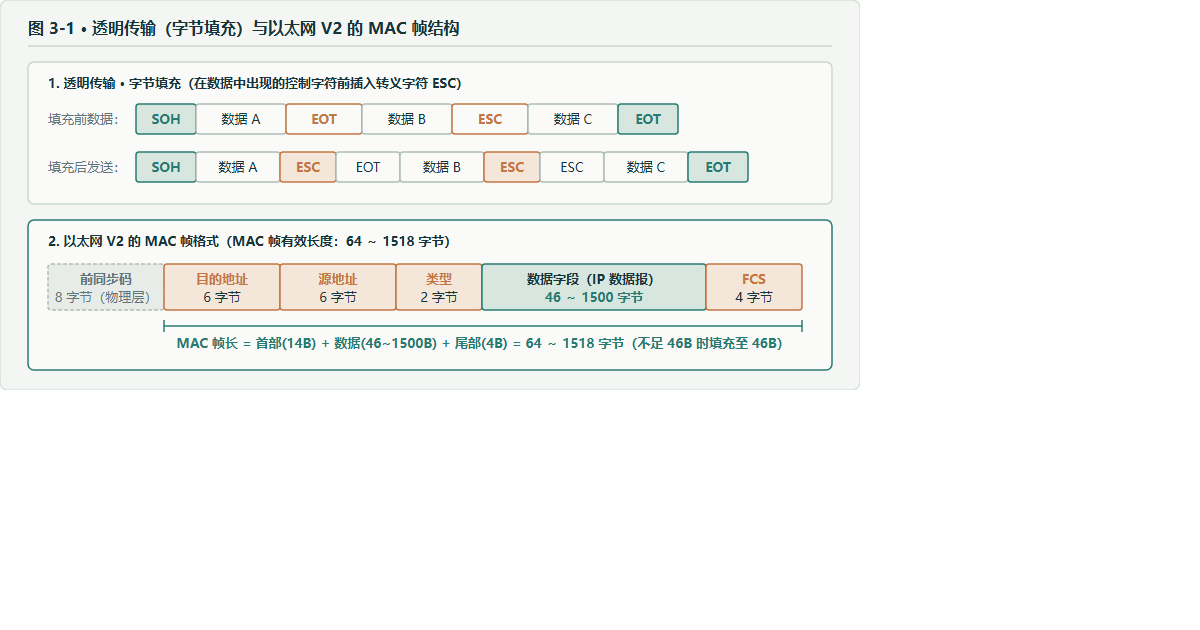 图 3-1 • 透明传输（字节填充）与以太网 V2 的 MAC 帧结构
1. 透明传输 • 字节填充（在数据中出现的控制字符前插入转义字符 ESC）
填充前数据： SOH 数据 A EOT 数据 B ESC 数据 C EOT
填充后发送： SOH 数据 A ESC EOT 数据 B ESC ESC 数据 C EOT
2. 以太网 V2 的 MAC 帧格式（MAC 帧有效长度：64 ~ 1518 字节）
前同步码 目的地址 源地址 类型 数据字段（IP 数据报） FCS
8 字节（物理层） 6 字节 6 字节 2 字节 46 ~ 1500 字节 4 字节
MAC 帧长 = 首部(14B) + 数据(46~1500B) + 尾部(4B) = 64 ~ 1518 字节（不足 46B 时填充至 46B）